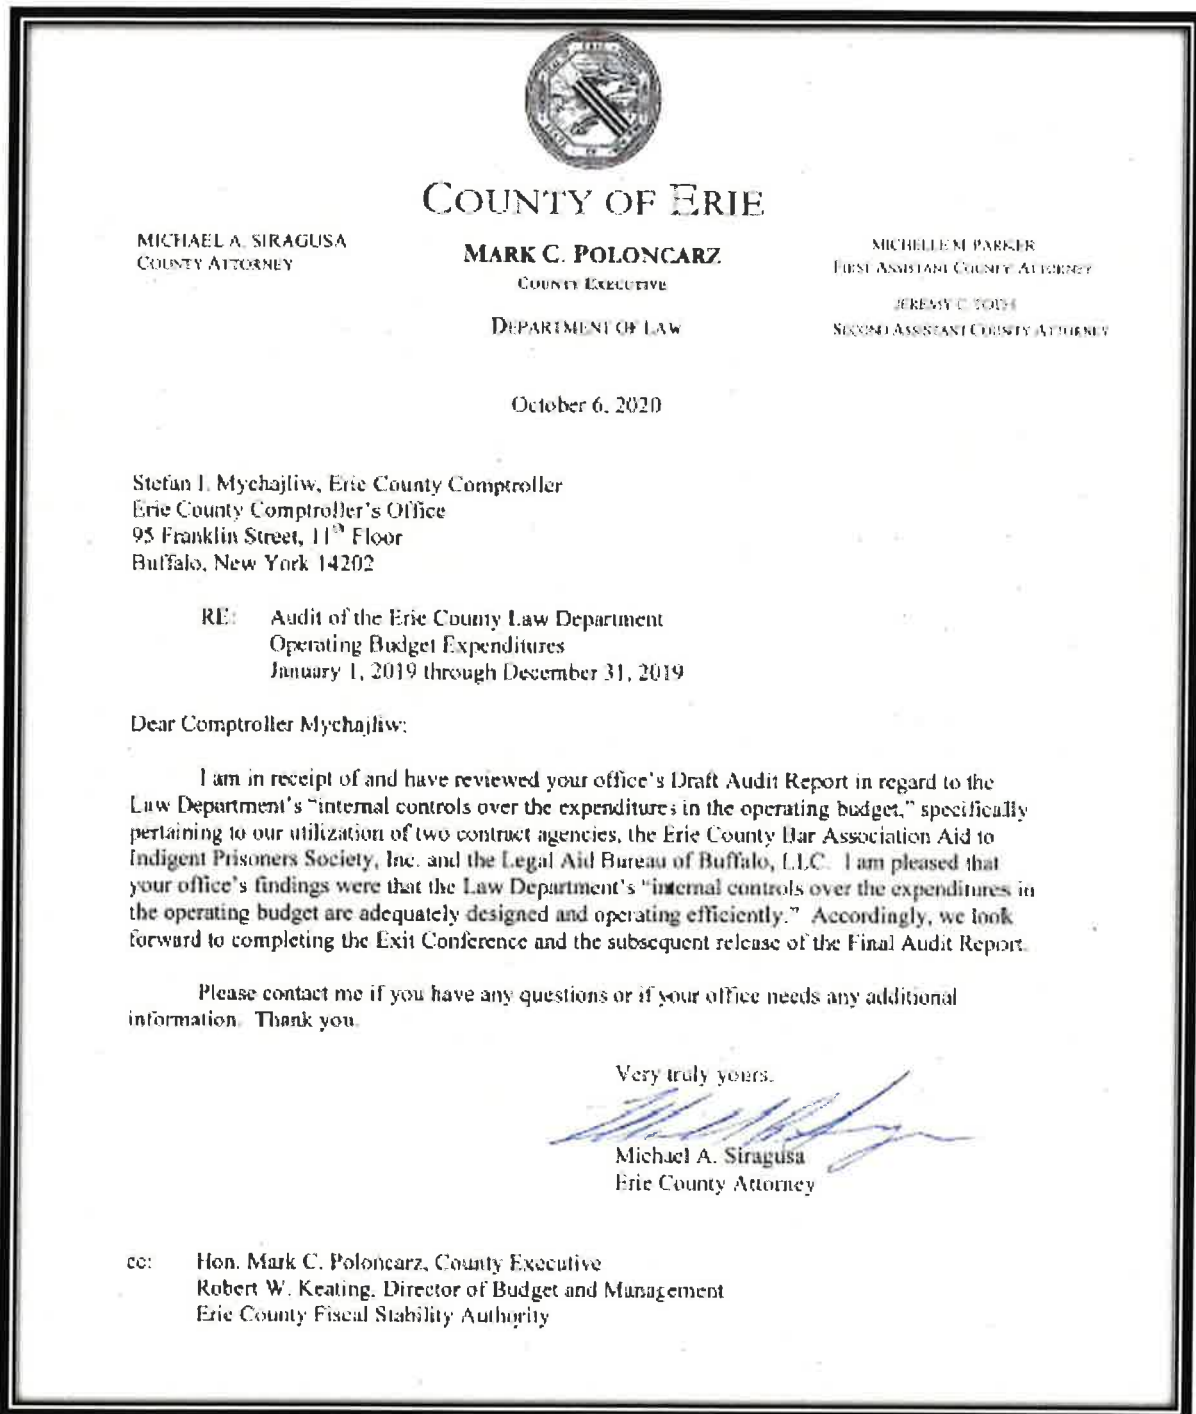 COUNTY OF ERIE
MICHAEL A. SIRAGUSA
COUNTY ATTORNEY
MARK C. POLONCARZ
COUNTY EXECUTIVE
DEPARTMENT OF LAW
MICHELLE M. PARKER
FIRST ASSISTANT COUNTY ATTORNEY
JEREMY C. TOTH
SECOND ASSISTANT COUNTY ATTORNEY
October 6, 2020
Stefan I. Mychajliw, Erie County Comptroller
Erie County Comptroller's Office
95 Franklin Street, 11th Floor
Buffalo, New York 14202
RE: Audit of the Erie County Law Department
Operating Budget Expenditures
January 1, 2019 through December 31, 2019
Dear Comptroller Mychajliw:
I am in receipt of and have reviewed your office's Draft Audit Report in regard to the
Law Department's "internal controls over the expenditures in the operating budget," specifically
pertaining to our utilization of two contract agencies, the Erie County Bar Association Aid to
Indigent Prisoners Society, Inc. and the Legal Aid Bureau of Buffalo, LLC. I am pleased that
your office's findings were that the Law Department's "internal controls over the expenditures in
the operating budget are adequately designed and operating efficiently." Accordingly, we look
forward to completing the Exit Conference and the subsequent release of the Final Audit Report.
Please contact me if you have any questions or if your office needs any additional
information. Thank you.
Very truly yours,
Michael A. Siragusa
Erie County Attorney
cc: Hon. Mark C. Poloncarz, County Executive
Robert W. Keating, Director of Budget and Management
Erie County Fiscal Stability Authority